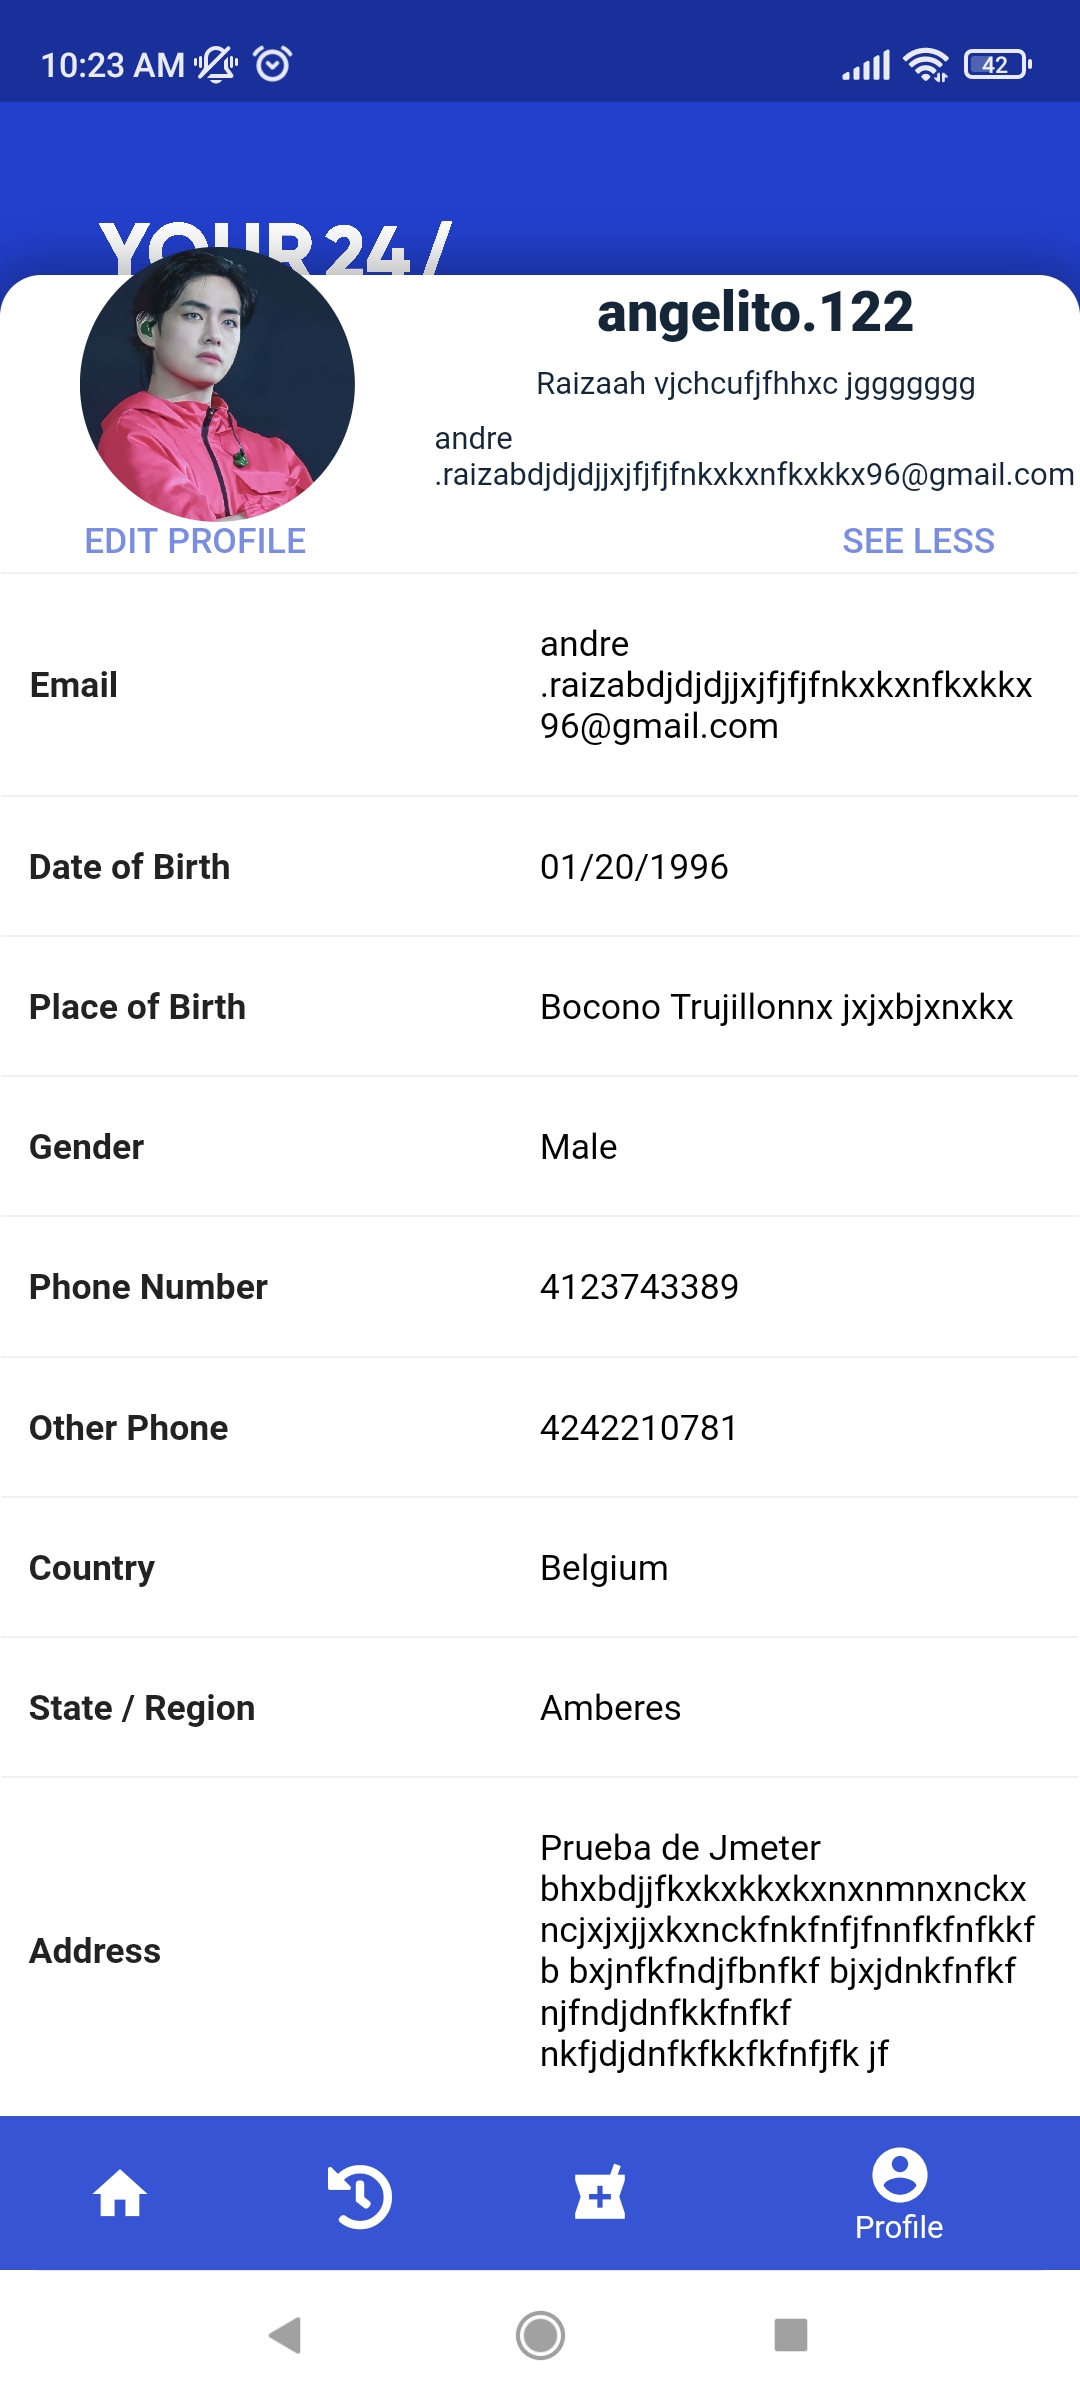 10:23 AM
42
YOUR 24 /
angelito.122
Raizaah vjchcufjfhhxc jggggggg
andre
.raizabdjdjdjjxjfjfjfnkxkxnfkxkkx96@gmail.com
EDIT PROFILE
SEE LESS
Email
andre
.raizabdjdjdjjxjfjfjfnkxkxnfkxkkx
96@gmail.com
Date of Birth
01/20/1996
Place of Birth
Bocono Trujillonnx jxjxbjxnxkx
Gender
Male
Phone Number
4123743389
Other Phone
4242210781
Country
Belgium
State / Region
Amberes
Address
Prueba de Jmeter
bhxbdjjfkxkxkkxkxnxnmnxnckx
ncjxjxjjxkxnckfnkfnfjfnnfkfnfkkf
b bxjnfkfndjfbnfkf bjxjdnkfnfkf
njfndjdnfkkfnfkf
nkfjdjdnfkfkkfkfnfjfk jf
Profile